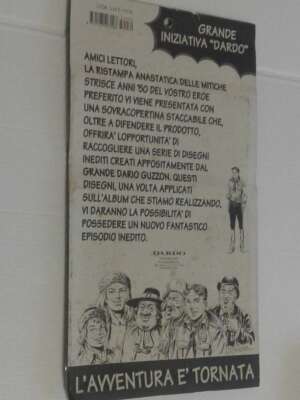 GRANDE
INIZIATIVA "DARDO"
AMICI LETTORI,
LA RISTAMPA ANASTATICA DELLE MITICHE
STRISCE ANNI '50 DEL VOSTRO EROE
PREFERITO VI VIENE PRESENTATA CON
UNA SOVRACOPERTINA STACCABILE CHE,
OLTRE A DIFENDERE IL PRODOTTO,
OFFRIRA' L'OPPORTUNITA' DI
RACCOGLIERE UNA SERIE DI DISEGNI
INEDITI CREATI APPOSITAMENTE DAL
GRANDE DARIO GUZZON. QUESTI
DISEGNI, UNA VOLTA APPLICATI
SULL'ALBUM CHE STIAMO REALIZZANDO,
VI DARANNO LA POSSIBILITA' DI
POSSEDERE UN NUOVO FANTASTICO
EPISODIO INEDITO.
DARDO
L'AVVENTURA E' TORNATA